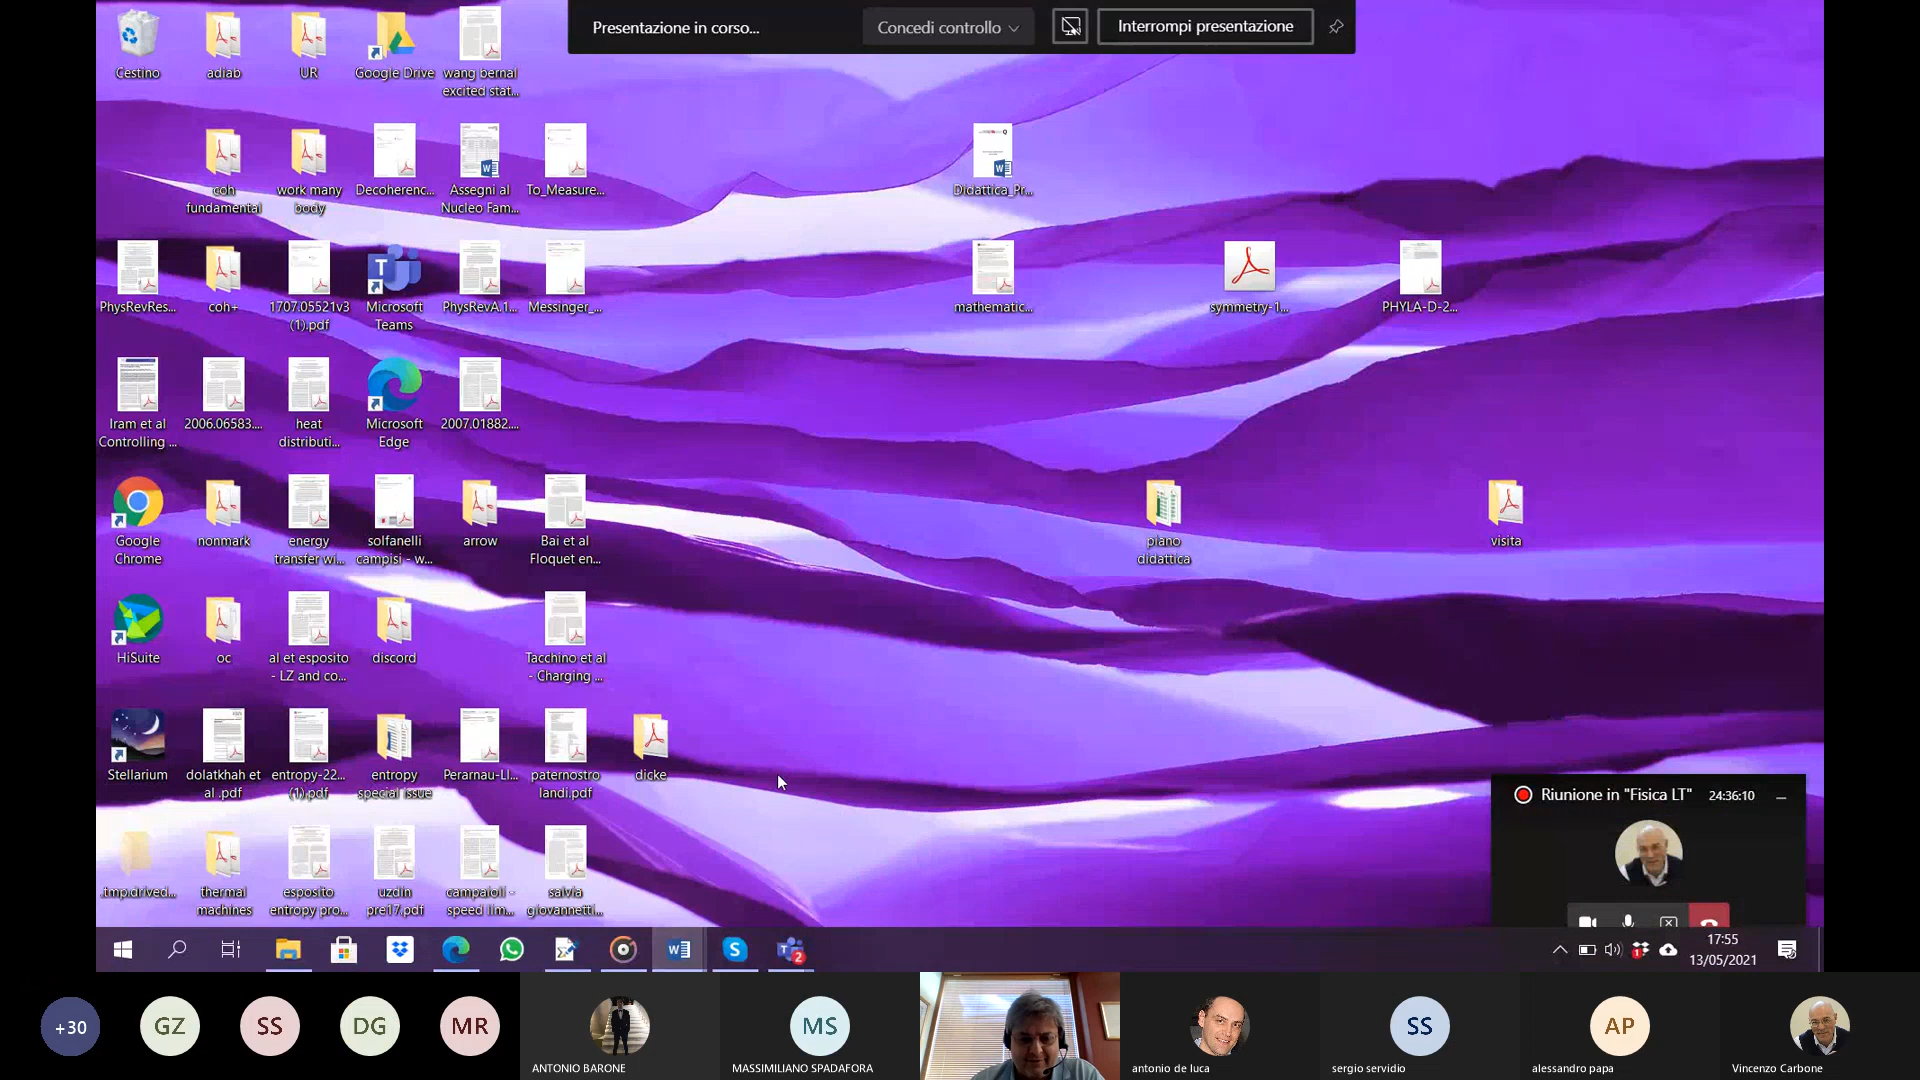 Presentazione in corso...
Concedi controllo
Interrompi presentazione
Cestino
adiab
UR
Google Drive
wang bernai
excited stat...
coh
fundamental
work many
body
Decoherenc...
Assegni al
Nucleo Fam...
To_Measure...
Didattica_Pr...
PhysRevRes...
coh+
1707.05521v3
(1).pdf
Microsoft
Teams
PhysRevA.1...
Messinger_...
mathematic...
symmetry-1...
PHYLA-D-2...
Iram et al
Controlling ...
2006.06583....
heat
distributi...
Microsoft
Edge
2007.01882....
Google
Chrome
nonmark
energy
transfer wi...
solfanelli
campisi - w...
arrow
Bai et al
Floquet en...
piano
didattica
visita
HiSuite
oc
al et esposito
- LZ and co...
discord
Tacchino et al
- Charging ...
Stellarium
dolatkhah et
al .pdf
entropy-22...
(1).pdf
entropy
special issue
Perarnau-Ll...
paternostro
landi.pdf
dicke
Riunione in "Fisica LT"
24:36:10
.tmp.drived...
thermal
machines
esposito
entropy pro...
uzdin
pre17.pdf
campaioli -
speed lim...
salvia
giovannetti...
17:55
13/05/2021
+30
GZ
SS
DG
MR
ANTONIO BARONE
MS
MASSIMILIANO SPADAFORA
antonio de luca
SS
sergio servidio
AP
alessandro papa
Vincenzo Carbone